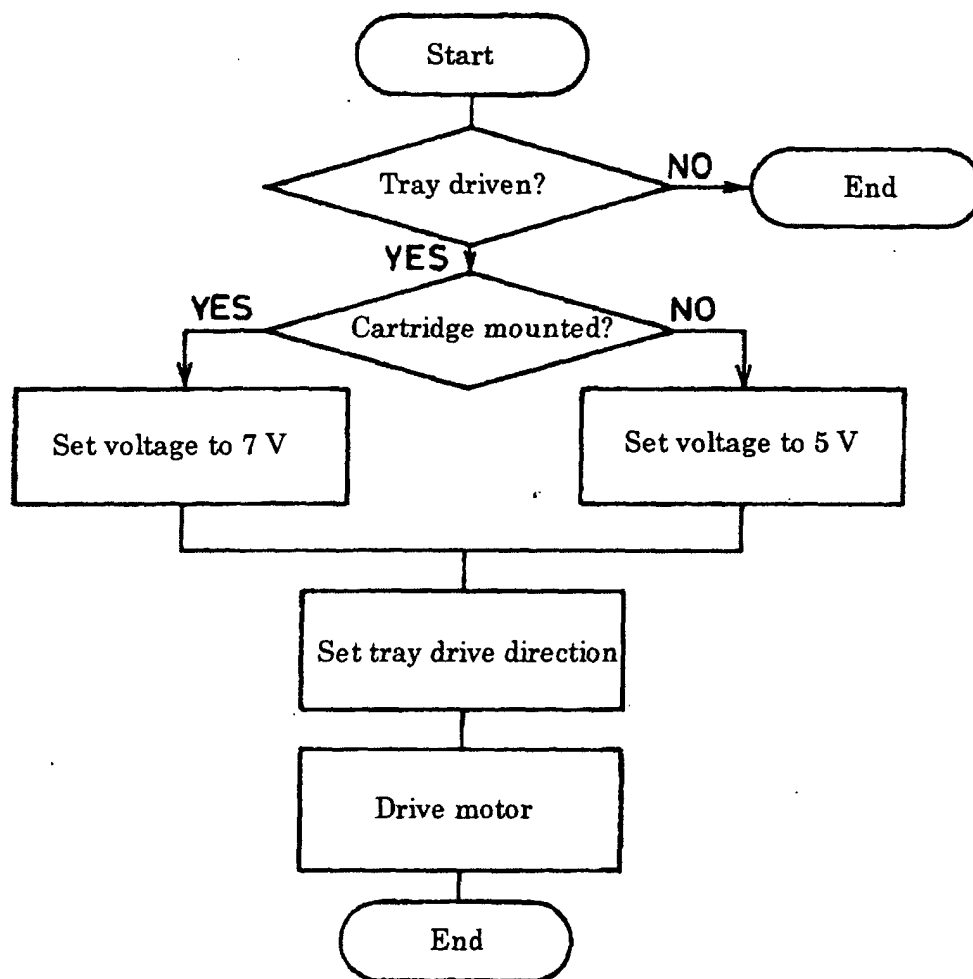 Start
Tray driven?
NO
End
YES
Cartridge mounted?
YES
NO
Set voltage to 7 V
Set voltage to 5 V
Set tray drive direction
Drive motor
End